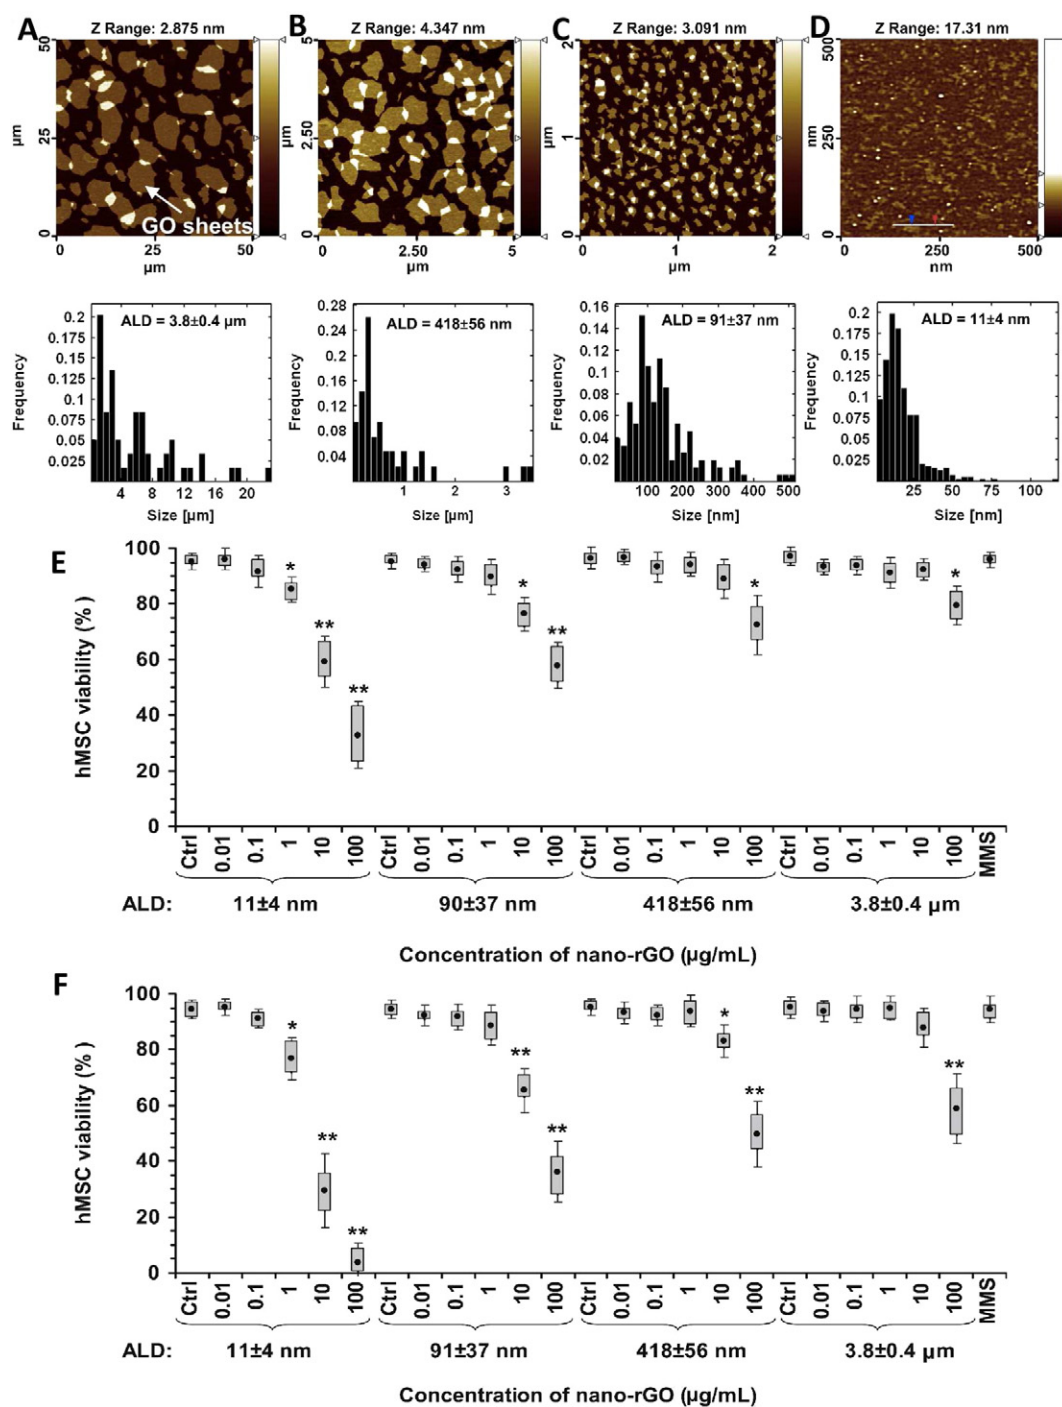 A
Z Range: 2.875 nm
B
Z Range: 4.347 nm
C
Z Range: 3.091 nm
D
Z Range: 17.31 nm
50
25
0
µm
0 25 50
µm
GO sheets
5
2.50
0
µm
0 2.50 5
µm
2
1
0
µm
0 1 2
µm
500
250
0
nm
0 250 500
nm
ALD = 3.8±0.4 µm
Frequency
0.2
0.175
0.15
0.125
0.1
0.075
0.05
0.025
4 8 12 16 20
Size [µm]
ALD = 418±56 nm
Frequency
0.28
0.24
0.2
0.16
0.12
0.08
0.04
1 2 3
Size [µm]
ALD = 91±37 nm
Frequency
0.16
0.14
0.12
0.1
0.08
0.06
0.04
0.02
100 200 300 400 500
Size [nm]
ALD = 11±4 nm
Frequency
0.2
0.175
0.15
0.125
0.1
0.075
0.05
0.025
25 50 75 100
Size [nm]
E
hMSC viability (%)
100
80
60
40
20
0
* ** ** * ** * *
Ctrl 0.01 0.1 1 10 100 Ctrl 0.01 0.1 1 10 100 Ctrl 0.01 0.1 1 10 100 Ctrl 0.01 0.1 1 10 100 MMS
ALD: 11±4 nm 90±37 nm 418±56 nm 3.8±0.4 µm
Concentration of nano-rGO (µg/mL)
F
hMSC viability (%)
100
80
60
40
20
0
* ** ** ** ** * ** **
Ctrl 0.01 0.1 1 10 100 Ctrl 0.01 0.1 1 10 100 Ctrl 0.01 0.1 1 10 100 Ctrl 0.01 0.1 1 10 100 MMS
ALD: 11±4 nm 91±37 nm 418±56 nm 3.8±0.4 µm
Concentration of nano-rGO (µg/mL)